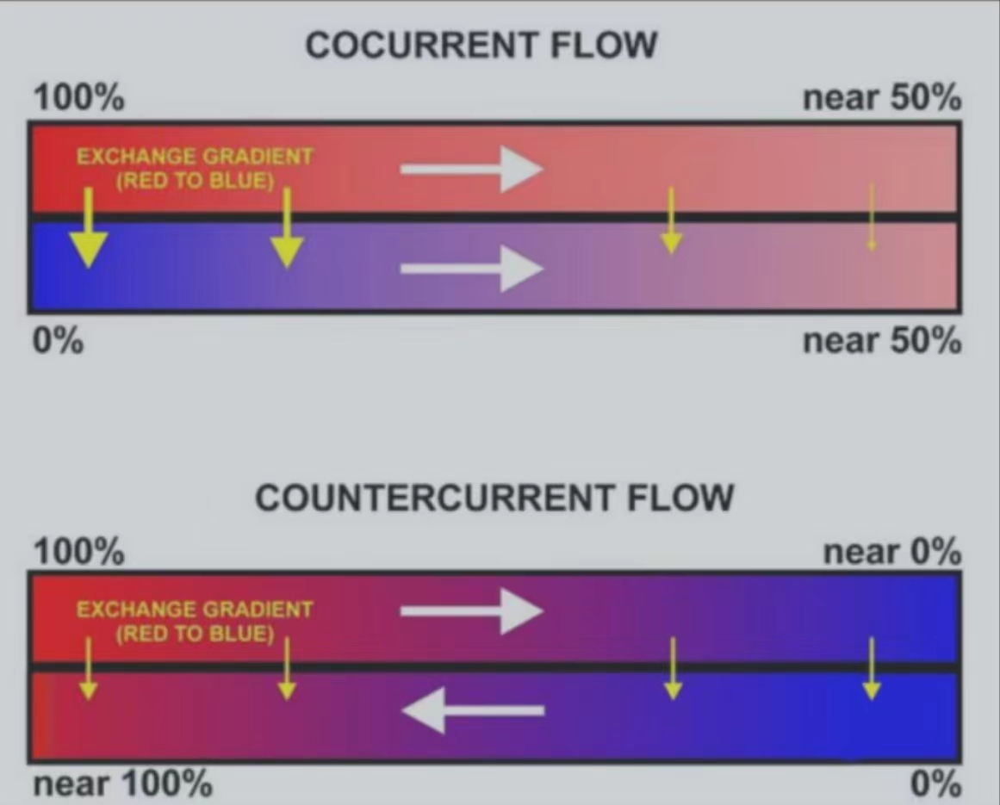 COCURRENT FLOW
100% near 50%
EXCHANGE GRADIENT
(RED TO BLUE)
0% near 50%
COUNTERCURRENT FLOW
100% near 0%
EXCHANGE GRADIENT
(RED TO BLUE)
near 100% 0%